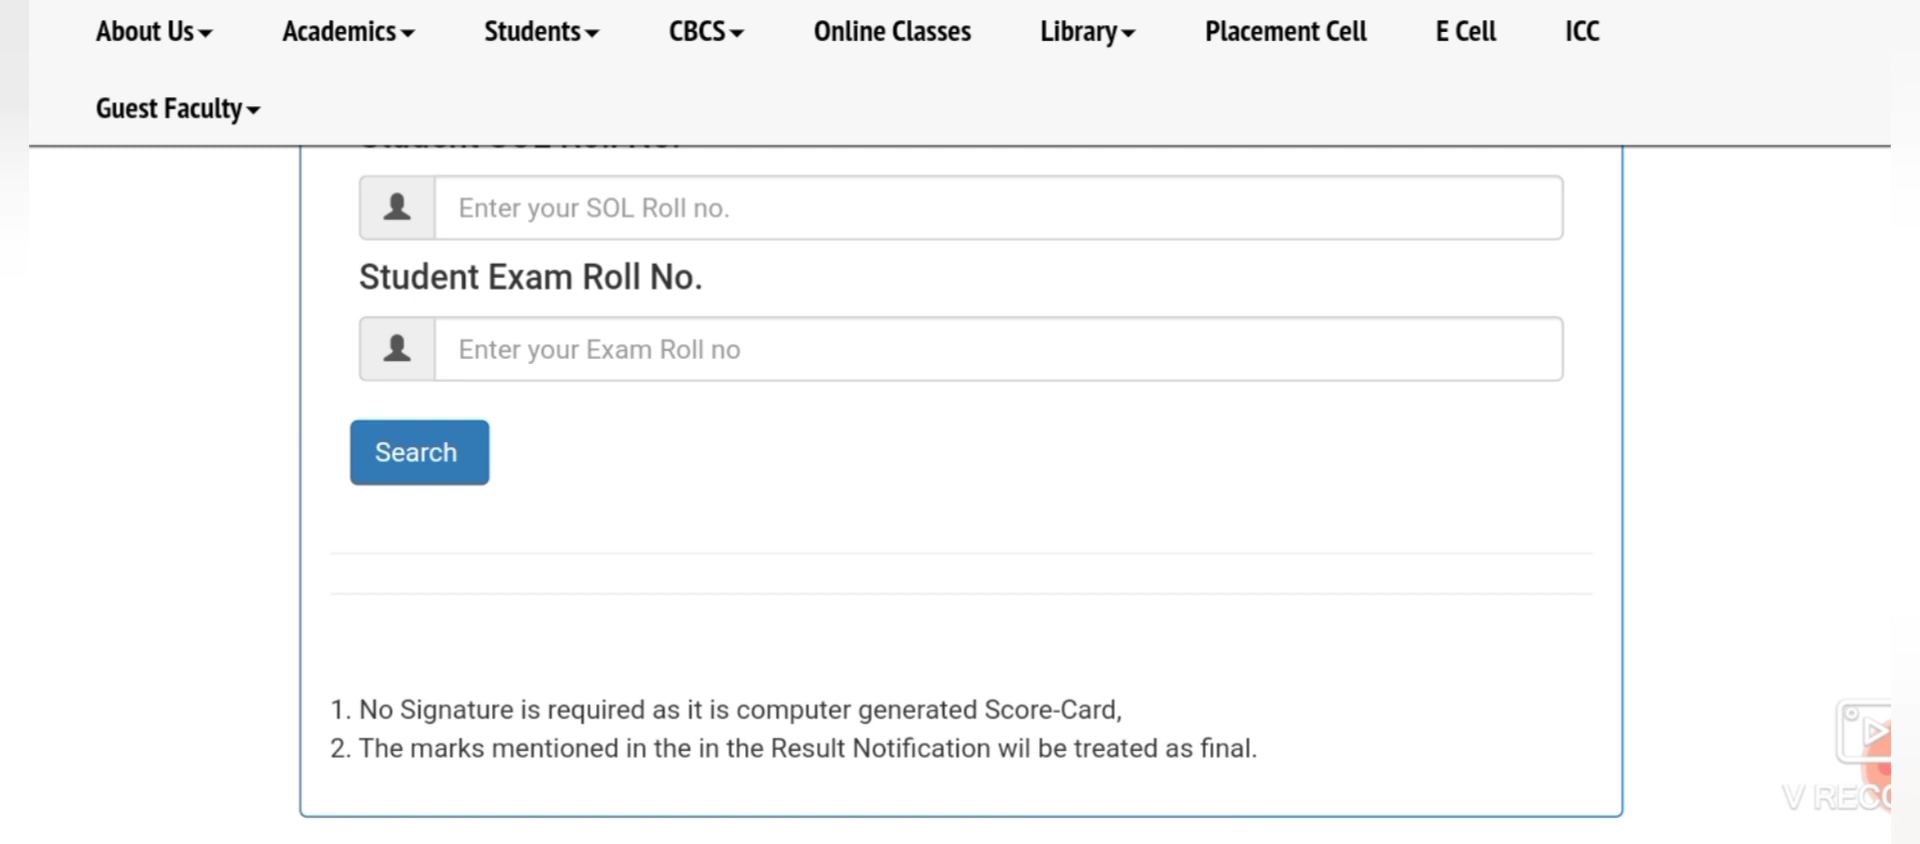 About Us Academics Students CBCS Online Classes Library Placement Cell E Cell ICC
Guest Faculty
Enter your SOL Roll no.
Student Exam Roll No.
Enter your Exam Roll no
Search
1. No Signature is required as it is computer generated Score-Card,
2. The marks mentioned in the in the Result Notification wil be treated as final.
V REC